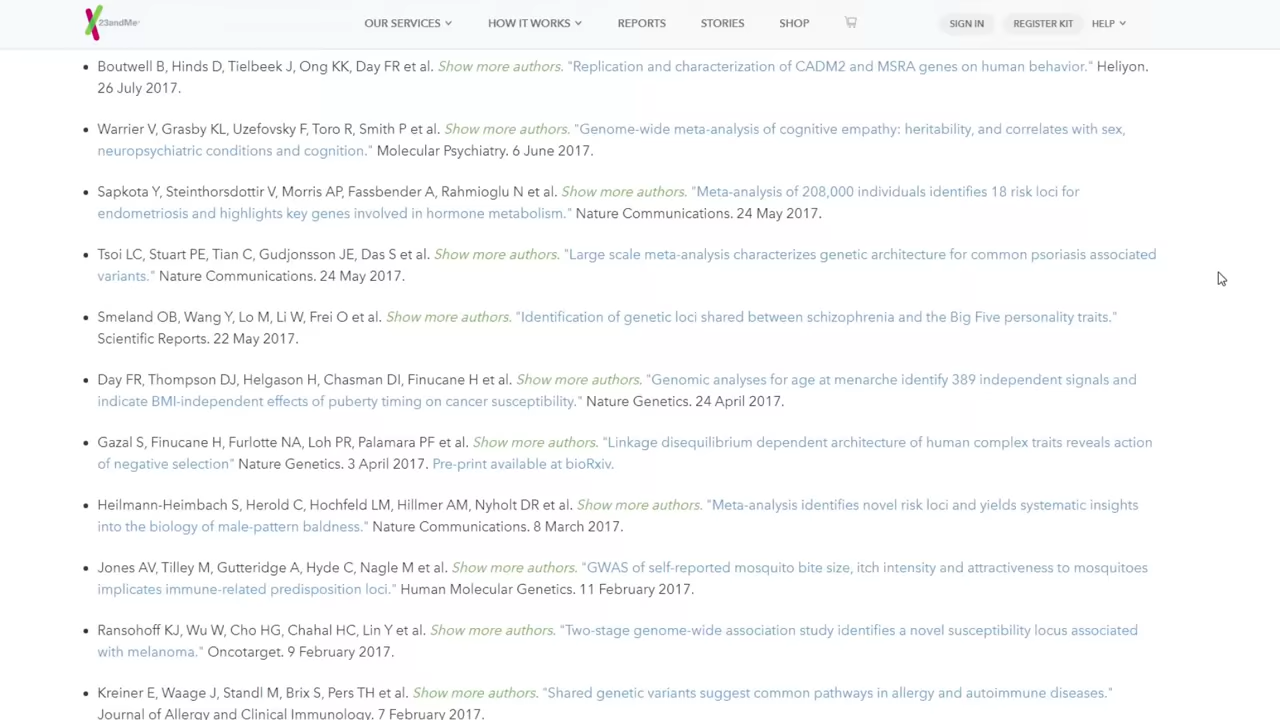 23andMe
OUR SERVICES HOW IT WORKS REPORTS STORIES SHOP SIGN IN REGISTER KIT HELP
Boutwell B, Hinds D, Tielbeek J, Ong KK, Day FR et al. Show more authors. "Replication and characterization of CADM2 and MSRA genes on human behavior." Heliyon.
26 July 2017.
Warrier V, Grasby KL, Uzefovsky F, Toro R, Smith P et al. Show more authors. "Genome-wide meta-analysis of cognitive empathy: heritability, and correlates with sex,
neuropsychiatric conditions and cognition." Molecular Psychiatry. 6 June 2017.
Sapkota Y, Steinthorsdottir V, Morris AP, Fassbender A, Rahmioglu N et al. Show more authors. "Meta-analysis of 208,000 individuals identifies 18 risk loci for
endometriosis and highlights key genes involved in hormone metabolism." Nature Communications. 24 May 2017.
Tsoi LC, Stuart PE, Tian C, Gudjonsson JE, Das S et al. Show more authors. "Large scale meta-analysis characterizes genetic architecture for common psoriasis associated
variants." Nature Communications. 24 May 2017.
Smeland OB, Wang Y, Lo M, Li W, Frei O et al. Show more authors. "Identification of genetic loci shared between schizophrenia and the Big Five personality traits."
Scientific Reports. 22 May 2017.
Day FR, Thompson DJ, Helgason H, Chasman DI, Finucane H et al. Show more authors. "Genomic analyses for age at menarche identify 389 independent signals and
indicate BMI-independent effects of puberty timing on cancer susceptibility." Nature Genetics. 24 April 2017.
Gazal S, Finucane H, Furlotte NA, Loh PR, Palamara PF et al. Show more authors. "Linkage disequilibrium dependent architecture of human complex traits reveals action
of negative selection" Nature Genetics. 3 April 2017. Pre-print available at bioRxiv.
Heilmann-Heimbach S, Herold C, Hochfeld LM, Hillmer AM, Nyholt DR et al. Show more authors. "Meta-analysis identifies novel risk loci and yields systematic insights
into the biology of male-pattern baldness." Nature Communications. 8 March 2017.
Jones AV, Tilley M, Gutteridge A, Hyde C, Nagle M et al. Show more authors. "GWAS of self-reported mosquito bite size, itch intensity and attractiveness to mosquitoes
implicates immune-related predisposition loci." Human Molecular Genetics. 11 February 2017.
Ransohoff KJ, Wu W, Cho HG, Chahal HC, Lin Y et al. Show more authors. "Two-stage genome-wide association study identifies a novel susceptibility locus associated
with melanoma." Oncotarget. 9 February 2017.
Kreiner E, Waage J, Standl M, Brix S, Pers TH et al. Show more authors. "Shared genetic variants suggest common pathways in allergy and autoimmune diseases."
Journal of Allergy and Clinical Immunology. 7 February 2017.